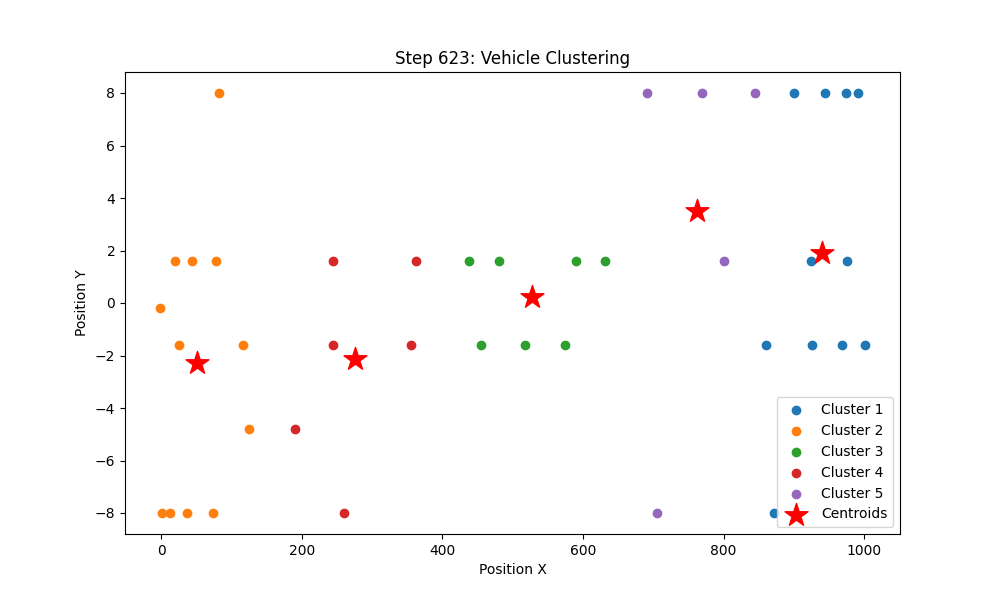 Step 623: Vehicle Clustering
Position Y
8
6
4
2
0
−2
−4
−6
−8
0
200
400
600
800
1000
Position X
Cluster 1
Cluster 2
Cluster 3
Cluster 4
Cluster 5
Centroids